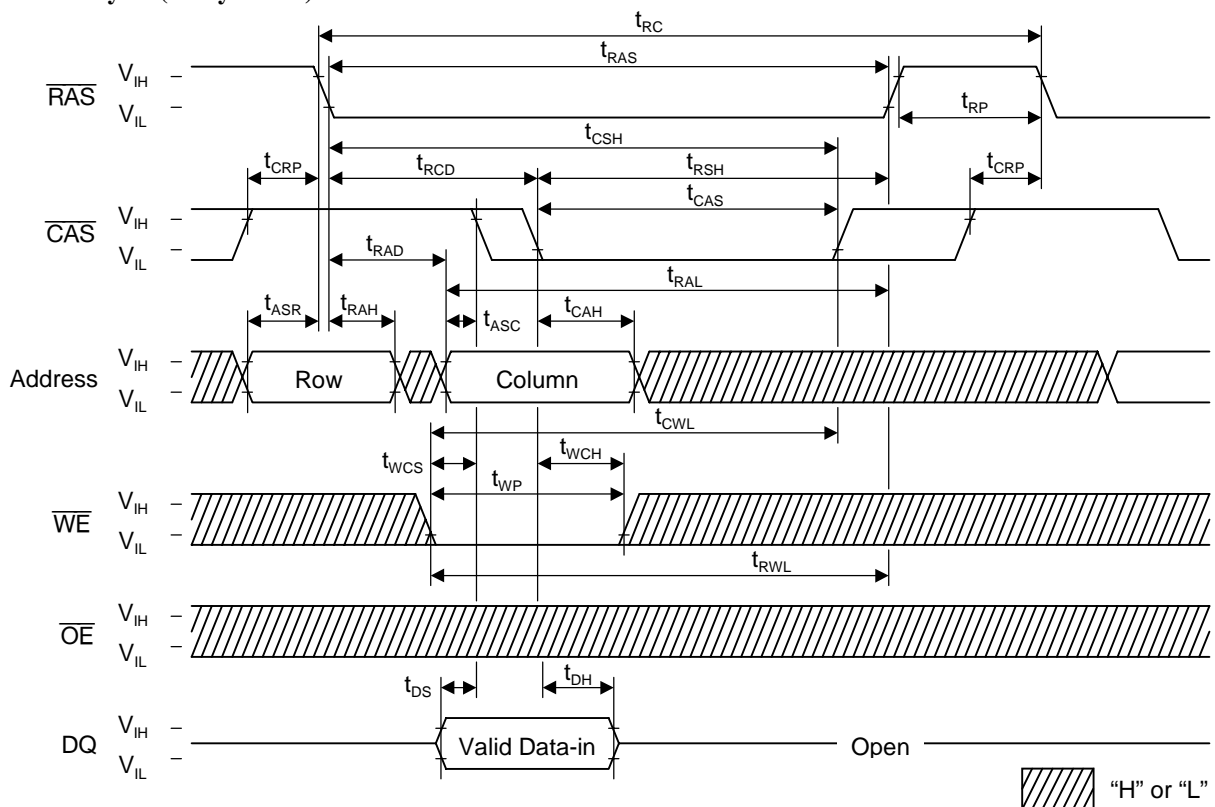 t_RC
t_RAS
V_IH
RAS
V_IL
t_RP
t_CSH
t_CRP
t_RCD
t_RSH
t_CRP
t_CAS
V_IH
CAS
V_IL
t_RAD
t_RAL
t_ASR
t_RAH
t_ASC
t_CAH
V_IH
Address
Row
Column
V_IL
t_CWL
t_WCS
t_WCH
t_WP
V_IH
WE
V_IL
t_RWL
V_IH
OE
V_IL
t_DS
t_DH
V_IH
DQ
Valid Data-in
Open
V_IL
“H” or “L”